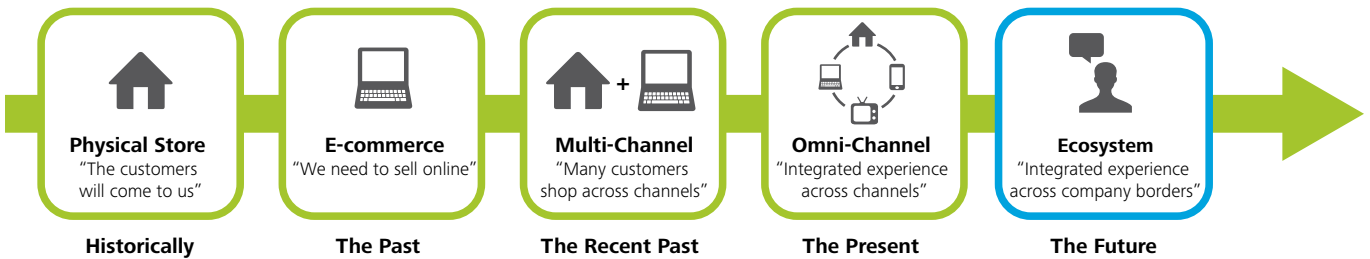 +
Physical Store
“The customers
will come to us”
E-commerce
“We need to sell online”
Multi-Channel
“Many customers
shop across channels”
Omni-Channel
“Integrated experience
across channels”
Ecosystem
“Integrated experience
across company borders”
Historically
The Past
The Recent Past
The Present
The Future